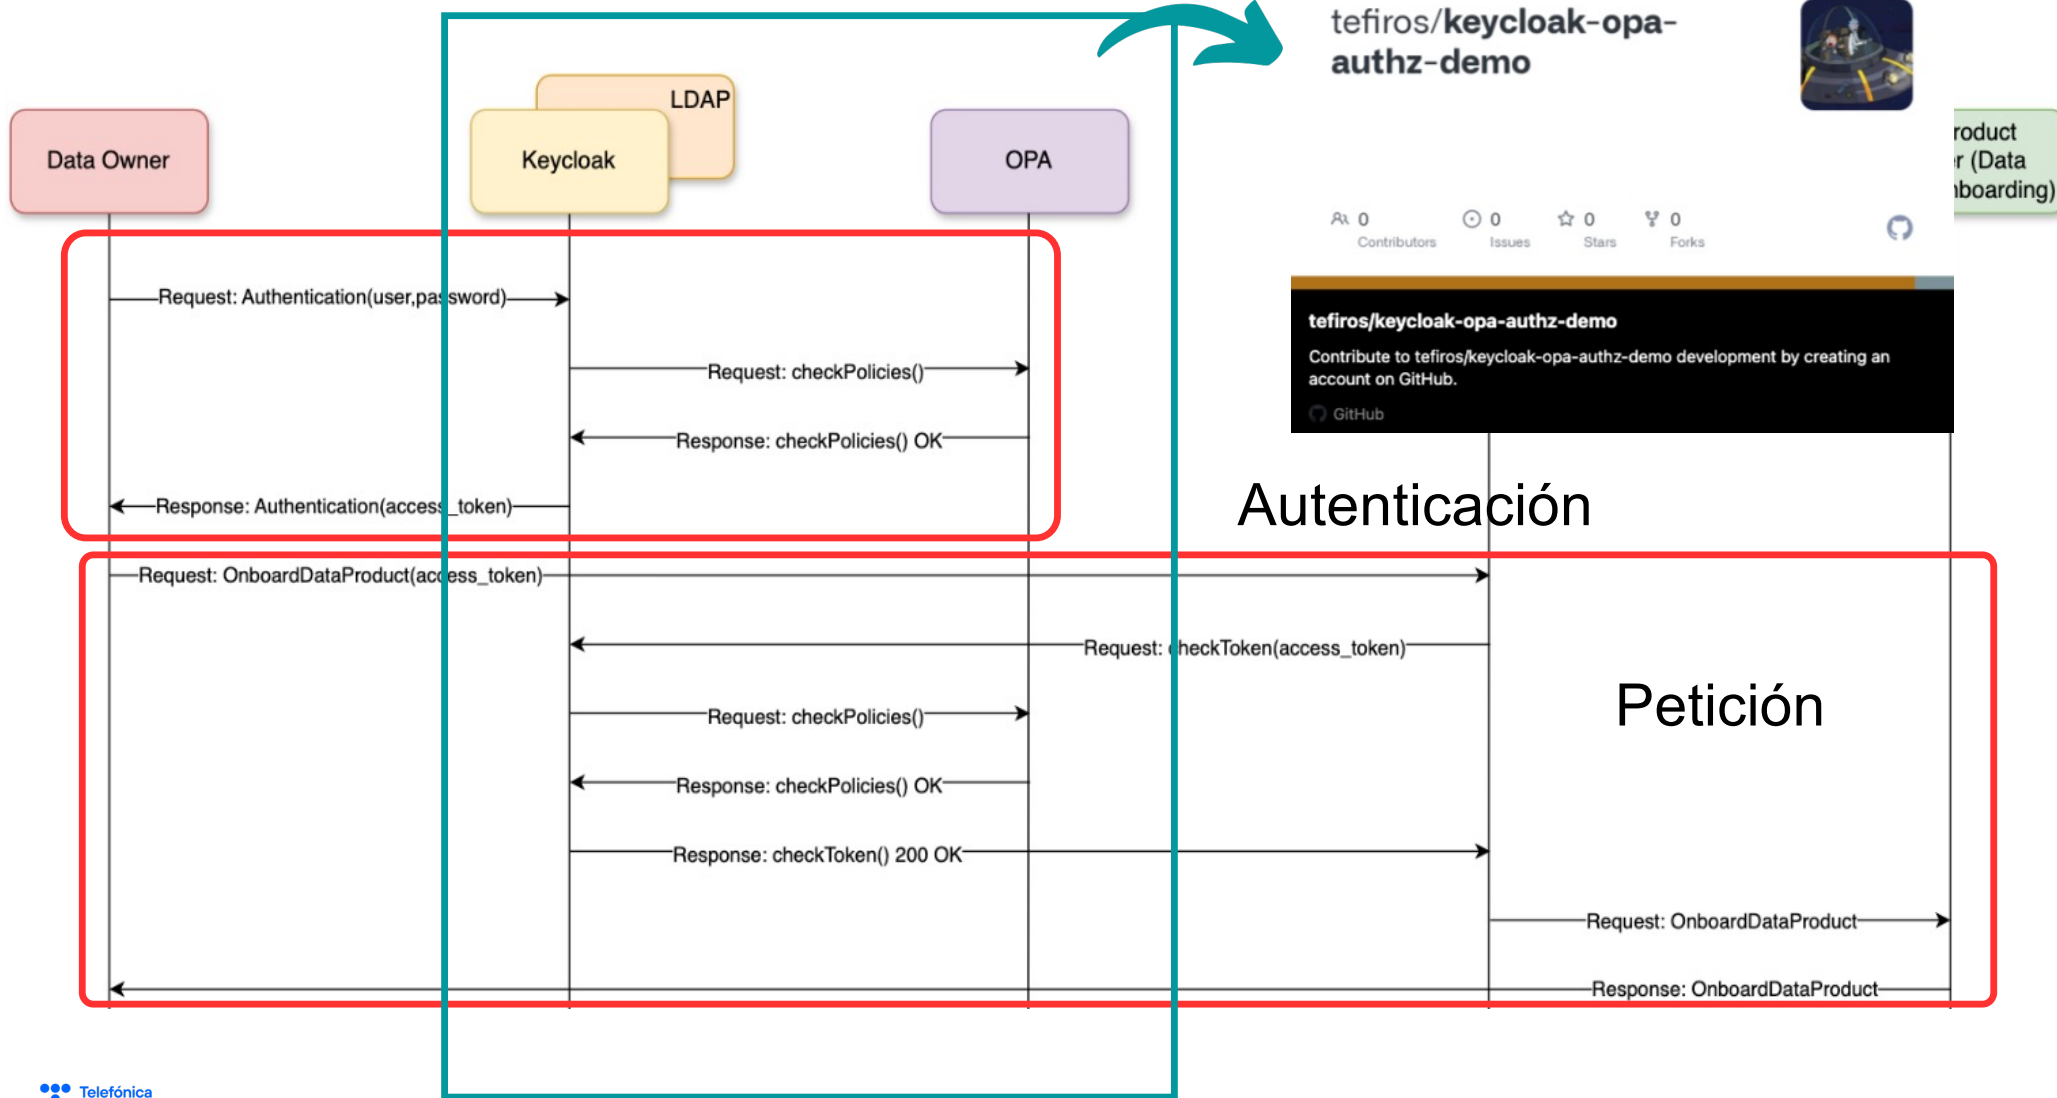 tefiros/keycloak-opa-
authz-demo
LDAP
Data Owner
Keycloak
OPA
roduct
r (Data
boarding)
0
Contributors
0
Issues
0
Stars
0
Forks
Request: Authentication(user,password)
tefiros/keycloak-opa-authz-demo
Contribute to tefiros/keycloak-opa-authz-demo development by creating an
account on GitHub.
GitHub
Request: checkPolicies()
Response: checkPolicies() OK
Response: Authentication(access_token)
Autenticación
Request: OnboardDataProduct(access_token)
Request: checkToken(access_token)
Request: checkPolicies()
Petición
Response: checkPolicies() OK
Response: checkToken() 200 OK
Request: OnboardDataProduct
Response: OnboardDataProduct
Telefónica